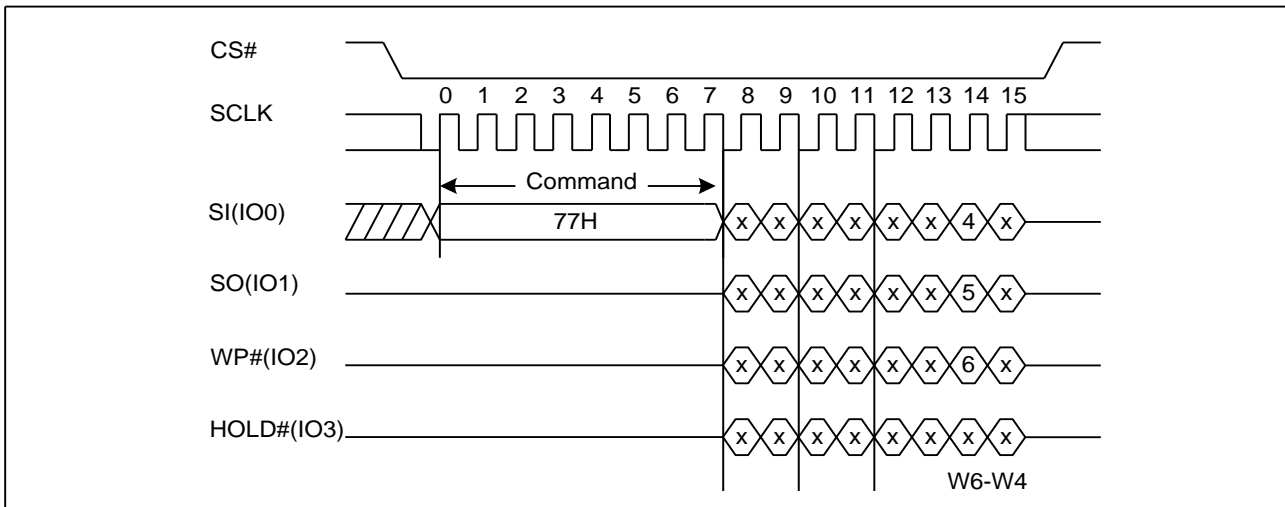 CS#
0 1 2 3 4 5 6 7 8 9 10 11 12 13 14 15
SCLK
Command
SI(IO0) 77H x x x x x x 4 x
SO(IO1) x x x x x x 5 x
WP#(IO2) x x x x x x 6 x
HOLD#(IO3) x x x x x x x x
W6-W4